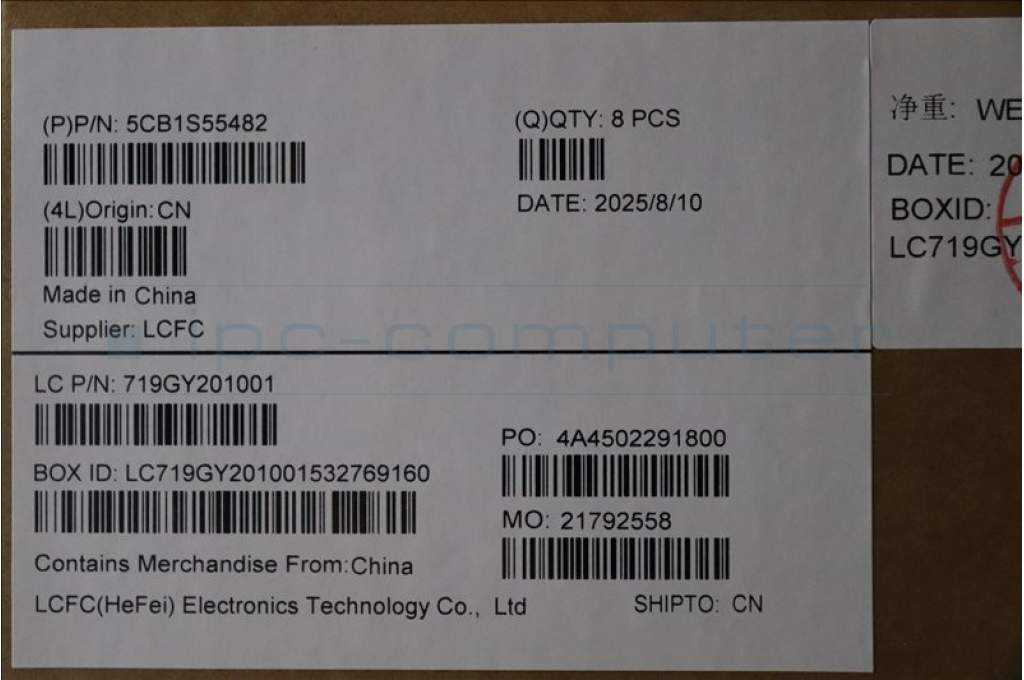 (P)P/N: 5CB1S55482
(Q)QTY: 8 PCS
(4L)Origin:CN
DATE: 2025/8/10
Made in China
Supplier: LCFC
净重: WE
DATE: 20
BOXID:
LC719GY
ipc-computer
LC P/N: 719GY201001
BOX ID: LC719GY201001532769160
PO: 4A4502291800
MO: 21792558
Contains Merchandise From:China
LCFC(HeFei) Electronics Technology Co., Ltd
SHIPTO: CN